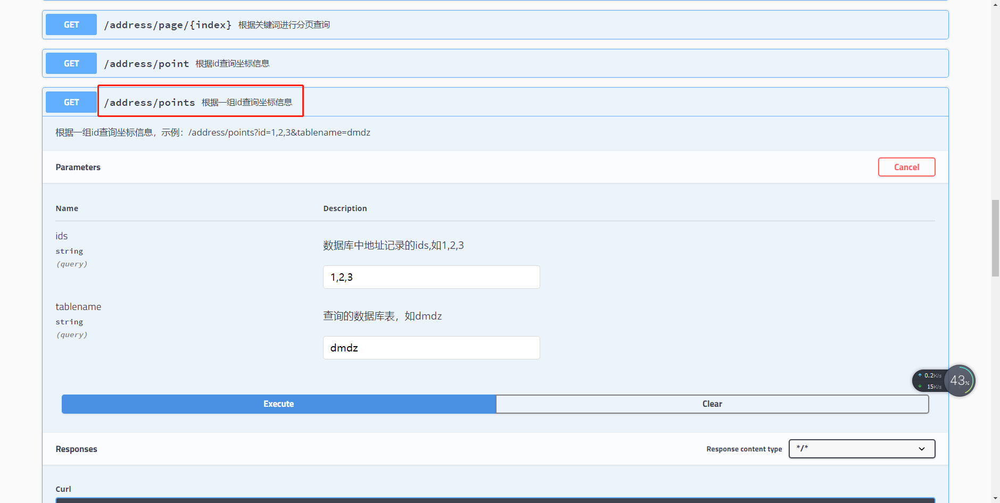 GET /address/page/{index} 根据关键词进行分页查询
GET /address/point 根据id查询坐标信息
GET /address/points 根据一组id查询坐标信息
根据一组id查询坐标信息，示例：/address/points?id=1,2,3&tablename=dmdz
Parameters Cancel
Name Description
ids
string
(query)
数据库中地址记录的ids,如1,2,3
1,2,3
tablename
string
(query)
查询的数据库表，如dmdz
dmdz
0.2K/s
15K/s
43%
Execute Clear
Responses Response content type */*
Curl